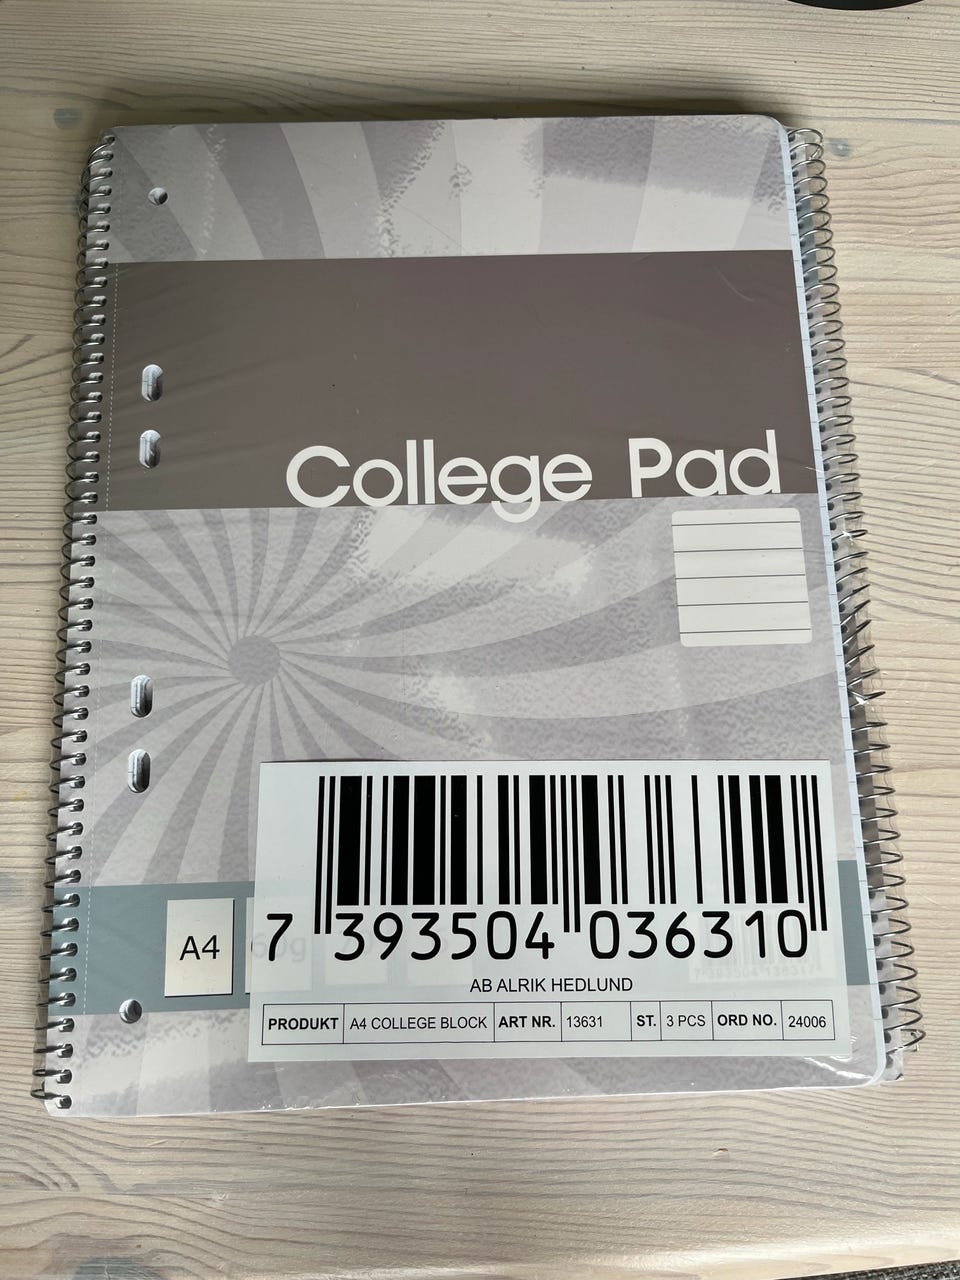 College Pad
A4
7 393504 036310
AB ALRIK HEDLUND
PRODUKT A4 COLLEGE BLOCK ART NR. 13631 ST. 3 PCS ORD NO. 24006